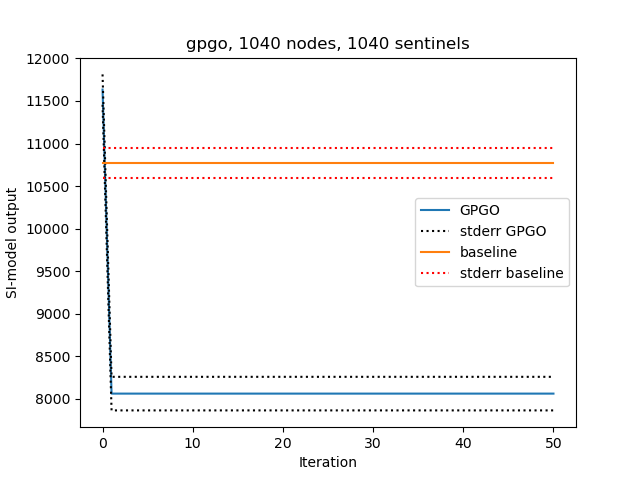 gpgo, 1040 nodes, 1040 sentinels
12000
11500
11000
10500
10000
9500
9000
8500
8000
SI-model output
GPGO
stderr GPGO
baseline
stderr baseline
0 10 20 30 40 50
Iteration